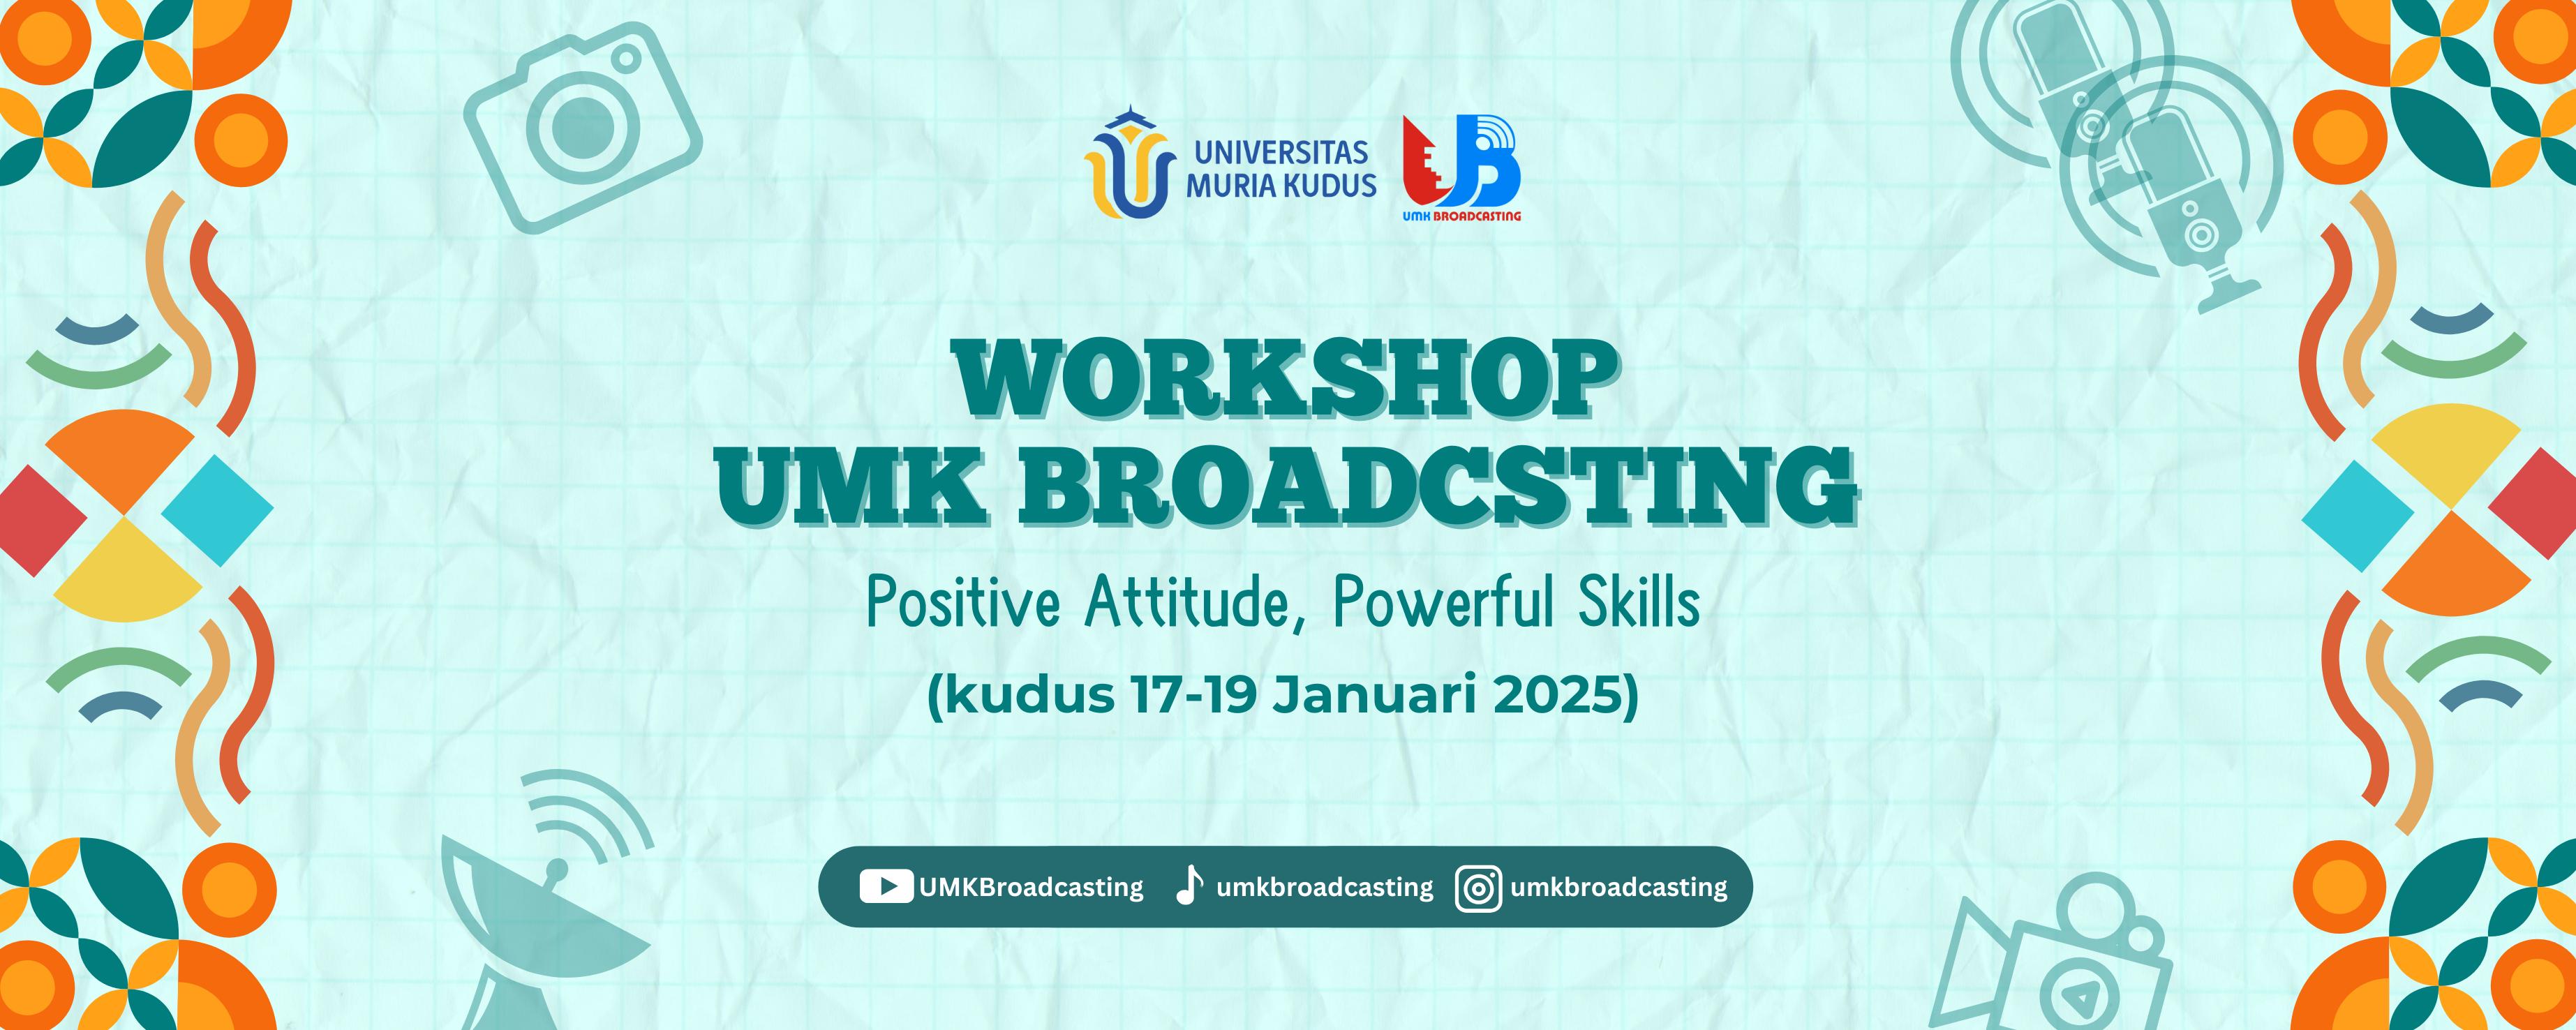 UNIVERSITAS
MURIA KUDUS
UB
UMK BROADCASTING
WORKSHOP
UMK BROADCSTING
Positive Attitude, Powerful Skills
(kudus 17-19 Januari 2025)
UMKBroadcasting umkbroadcasting umkbroadcasting